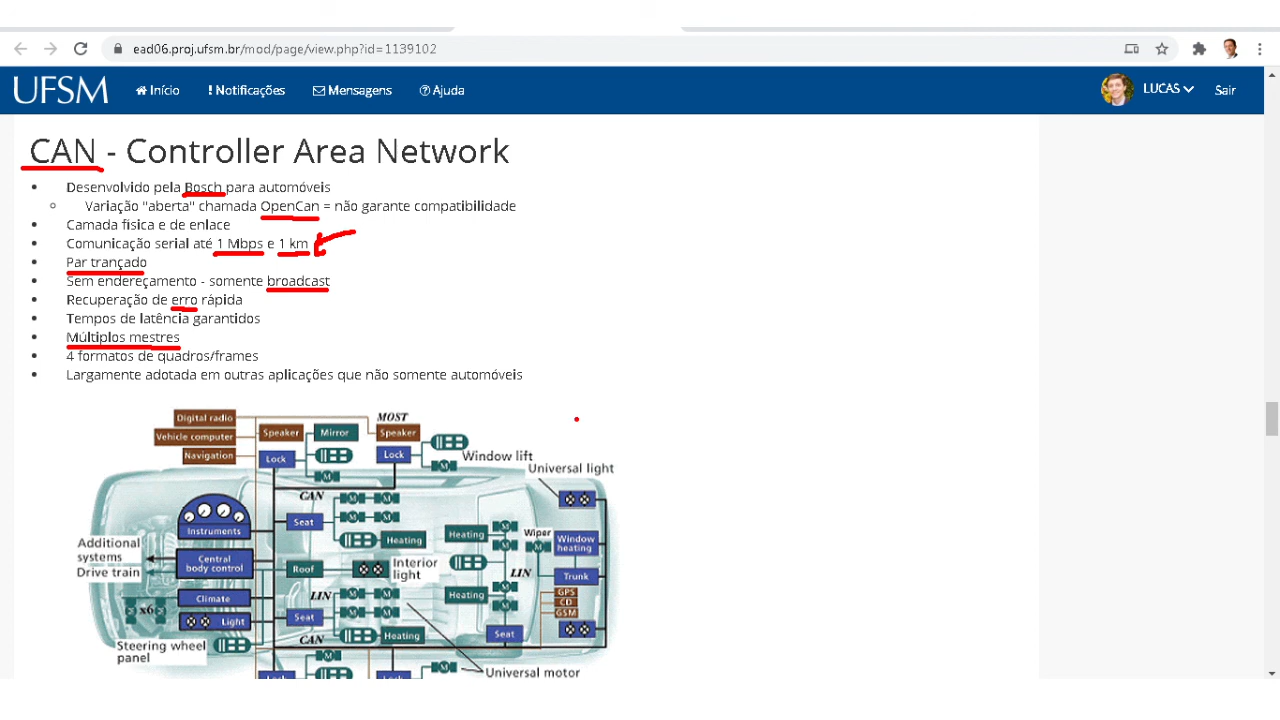 ead06.proj.ufsm.br/mod/page/view.php?id=1139102
UFSM Início Notificações Mensagens Ajuda LUCAS Sair
CAN - Controller Area Network
Desenvolvido pela Bosch para automóveis
Variação "aberta" chamada OpenCan = não garante compatibilidade
Camada física e de enlace
Comunicação serial até 1 Mbps e 1 km
Par trançado
Sem endereçamento - somente broadcast
Recuperação de erro rápida
Tempos de latência garantidos
Múltiplos mestres
4 formatos de quadros/frames
Largamente adotada em outras aplicações que não somente automóveis
Digital radio MOST
Vehicle computer Speaker Mirror Speaker
Navigation Lock Lock Window lift
Universal light
CAN
Instruments Seat
Heating Heating Wiper Window heating
Additional systems
Drive train
Central body control
Roof Interior light
LIN Trunk
Climate LIN Heating GPS
CD
GSM
x6 Light Seat
Steering wheel panel
CAN Heating Seat
Universal motor
Lock Lock